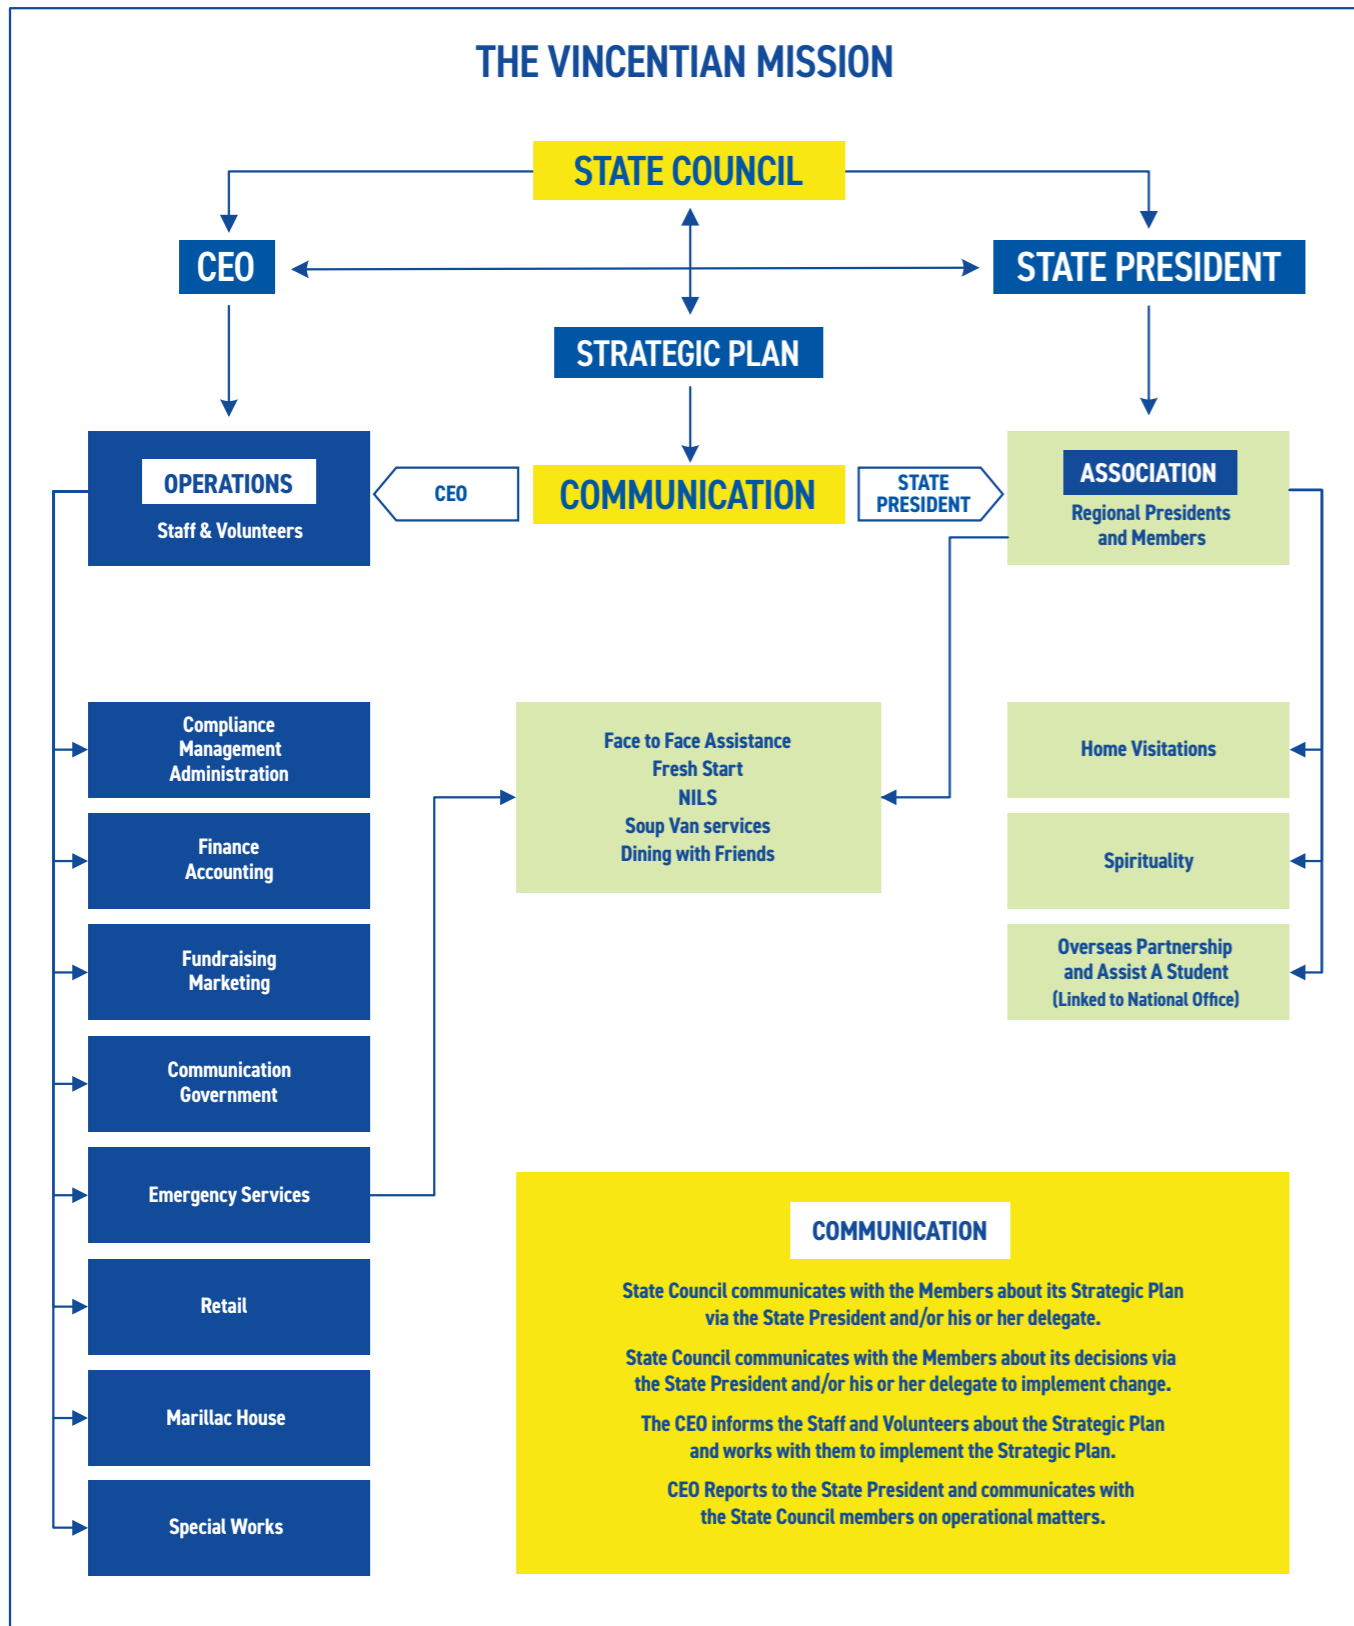 THE VINCENTIAN MISSION
STATE COUNCIL
CEO
STATE PRESIDENT
STRATEGIC PLAN
OPERATIONS
Staff & Volunteers
CEO
COMMUNICATION
STATE
PRESIDENT
ASSOCIATION
Regional Presidents
and Members
Compliance
Management
Administration
Finance
Accounting
Fundraising
Marketing
Communication
Government
Emergency Services
Retail
Marillac House
Special Works
Face to Face Assistance
Fresh Start
NILS
Soup Van services
Dining with Friends
Home Visitations
Spirituality
Overseas Partnership
and Assist A Student
(Linked to National Office)
COMMUNICATION
State Council communicates with the Members about its Strategic Plan
via the State President and/or his or her delegate.
State Council communicates with the Members about its decisions via
the State President and/or his or her delegate to implement change.
The CEO informs the Staff and Volunteers about the Strategic Plan
and works with them to implement the Strategic Plan.
CEO Reports to the State President and communicates with
the State Council members on operational matters.